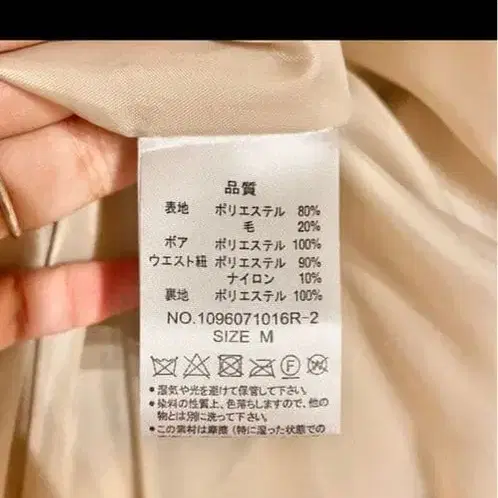 品質
表地 ポリエステル 80%
毛 20%
ボア ポリエステル 100%
ウエスト紐 ポリエステル 90%
ナイロン 10%
裏地 ポリエステル 100%
NO.1096071016R-2
SIZE M
●湿気や光を避けて保管して下さい。
●染料の性質上、色落ちしますので、他の
物とは別に洗って下さい。
●この素材は摩擦(特に湿った状態での